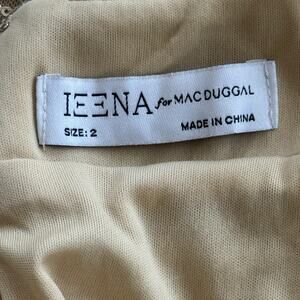 IEENA for MAC DUGGAL
SIZE: 2 MADE IN CHINA